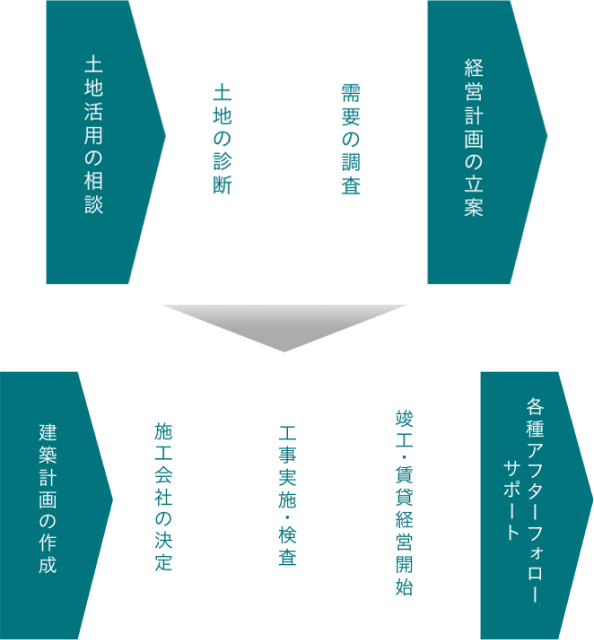 土地活用の相談
土地の診断
需要の調査
経営計画の立案
建築計画の作成
施工会社の決定
工事実施・検査
竣工・賃貸経営開始
各種アフターフォロー
サポート